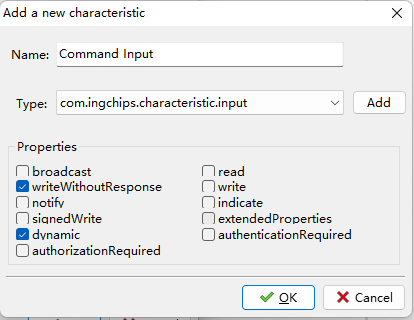 Add a new characteristic
Name: Command Input
Type: com.ingchips.characteristic.input Add
Properties
broadcast read
writeWithoutResponse write
notify indicate
signedWrite extendedProperties
dynamic authenticationRequired
authorizationRequired
OK Cancel